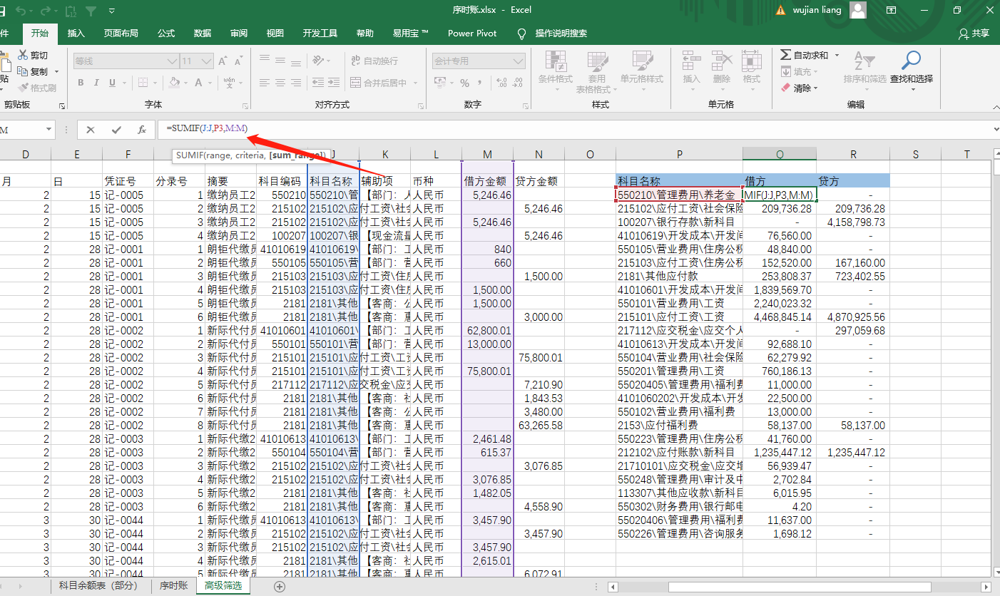 序时账.xlsx - Excel
wujian liang
件 开始 插入 页面布局 公式 数据 审阅 视图 开发工具 帮助 易用宝 ™ Power Pivot 操作说明搜索 共享
剪切 等线 11 自动换行 会计专用 自动求和
贴 复制 条件格式 套用 单元格样式 插入 删除 格式 填充 排序和筛选 查找和选择
格式刷 B I U 合并后居中 表格格式 清除
剪贴板 字体 对齐方式 数字 样式 单元格 编辑
M =SUMIF(J:J,P3,M:M)
SUMIF(range, criteria, [sum_range])
D E F G H I J K L M N O P Q R S T
月 日 凭证号 分录号 摘要 科目编码 科目名称 辅助项 币种 借方金额 贷方金额 科目名称 借方 贷方
2 15 记-0005 1 缴纳员工2 550210 550210\管 【部门：人 人民币 5,246.46 550210\管理费用\养老金 MIF(J:J,P3,M:M) -
2 15 记-0005 2 缴纳员工2 215102 215102\应付工资\社会 人民币 5,246.46 215102\应付工资\社会保险 209,736.28 209,736.28
2 15 记-0005 3 缴纳员工2 215102 215102\应付工资\社会 人民币 5,246.46 100207\银行存款\新科目 - 4,158,798.73
2 15 记-0005 4 缴纳员工2 100207 100207\银 【现金流量 人民币 5,246.46 41010619\开发成本\开发间 76,560.00 -
2 28 记-0001 1 朗钜代缴员 41010619 41010619\ 【部门：工 人民币 840 550105\营业费用\住房公积 48,840.00 -
2 28 记-0001 2 朗钜代缴员 550105 550105\营 【部门：营 人民币 660 215103\应付工资\住房公积 152,520.00 167,160.00
2 28 记-0001 3 朗钜代缴员 215103 215103\应付工资\住房 人民币 1,500.00 2181\其他应付款 253,808.37 723,402.55
2 28 记-0001 4 朗钜代缴员 215103 215103\应付工资\住房 人民币 1,500.00 41010601\开发成本\开发间 1,839,569.70 -
2 28 记-0001 5 朗钜代缴员 2181 2181\其他 【客商：公 人民币 1,500.00 550101\营业费用\工资 2,240,023.32 -
2 28 记-0001 6 朗钜代缴员 2181 2181\其他 【客商：惠 人民币 3,000.00 215101\应付工资\工资 4,468,845.14 4,870,925.56
2 28 记-0002 1 新际代付员 41010601 41010601\ 【部门：工 人民币 62,800.01 217112\应交税金\应交个人 - 297,059.68
2 28 记-0002 2 新际代付员 550101 550101\营 【部门：营 人民币 13,000.00 41010613\开发成本\开发间 92,688.10 -
2 28 记-0002 3 新际代付员 215101 215101\应付工资\工资 人民币 75,800.01 550104\营业费用\社会保险 62,279.92 -
2 28 记-0002 4 新际代付员 215101 215101\应付工资\工资 人民币 75,800.01 550201\管理费用\工资 760,186.13 -
2 28 记-0002 5 新际代付员 217112 217112\应交税金\应交 人民币 7,210.90 55020405\管理费用\福利费 11,000.00 -
2 28 记-0002 6 新际代付员 2181 2181\其他 【客商：社 人民币 1,843.53 4101060202\开发成本\开发 22,500.00 -
2 28 记-0002 7 新际代付员 2181 2181\其他 【客商：公 人民币 3,480.00 550102\营业费用\福利费 13,000.00 -
2 28 记-0002 8 新际代付员 2181 2181\其他 【客商：惠 人民币 63,265.58 2153\应付福利费 58,137.00 58,137.00
2 28 记-0003 1 新际代缴2 41010613 41010613\ 【部门：工 人民币 2,461.48 550223\管理费用\住房公积 41,760.00 -
2 28 记-0003 2 新际代缴2 550104 550104\营 【部门：营 人民币 615.37 212102\应付账款\新科目 1,235,447.12 1,235,447.12
2 28 记-0003 3 新际代缴2 215102 215102\应付工资\社会 人民币 3,076.85 21710101\应交税金\应交增 56,939.47 -
2 28 记-0003 4 新际代缴2 215102 215102\应付工资\社会 人民币 3,076.85 550248\管理费用\审计及中 2,702.84 -
2 28 记-0003 5 新际代缴2 2181 2181\其他 【客商：社 人民币 1,482.05 113307\其他应收款\新科目 6,015.95 -
2 28 记-0003 6 新际代缴2 2181 2181\其他 【客商：惠 人民币 4,558.90 550302\财务费用\银行邮电 4.20 -
3 30 记-0044 1 新际代缴员 41010613 41010613\ 【部门：工 人民币 3,457.90 55020406\管理费用\福利费 11,637.00 -
3 30 记-0044 2 新际代缴员 215102 215102\应付工资\社会 人民币 3,457.90 550226\管理费用\咨询服务 1,698.12 -
3 30 记-0044 3 新际代缴员 215102 215102\应付工资\社会 人民币 3,457.90
3 30 记-0044 4 新际代缴员 2181 2181\其他 【客商：社 人民币 2,615.01
3 30 记-0044 5 新际代缴员 2181 2181\其他 【客商：惠 人民币 6,072.91
科目余额表（部分） 序时账 高级筛选